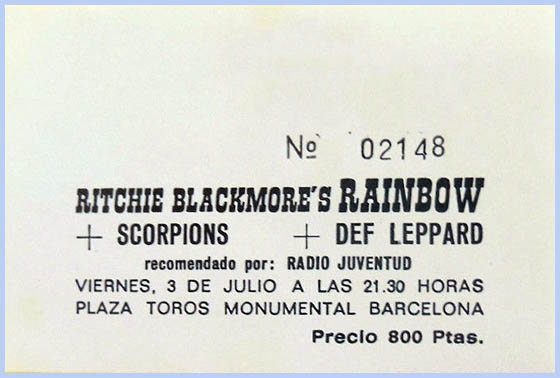 Nº 02148
RITCHIE BLACKMORE'S RAINBOW
+ SCORPIONS + DEF LEPPARD
recomendado por: RADIO JUVENTUD
VIERNES, 3 DE JULIO A LAS 21.30 HORAS
PLAZA TOROS MONUMENTAL BARCELONA
Precio 800 Ptas.